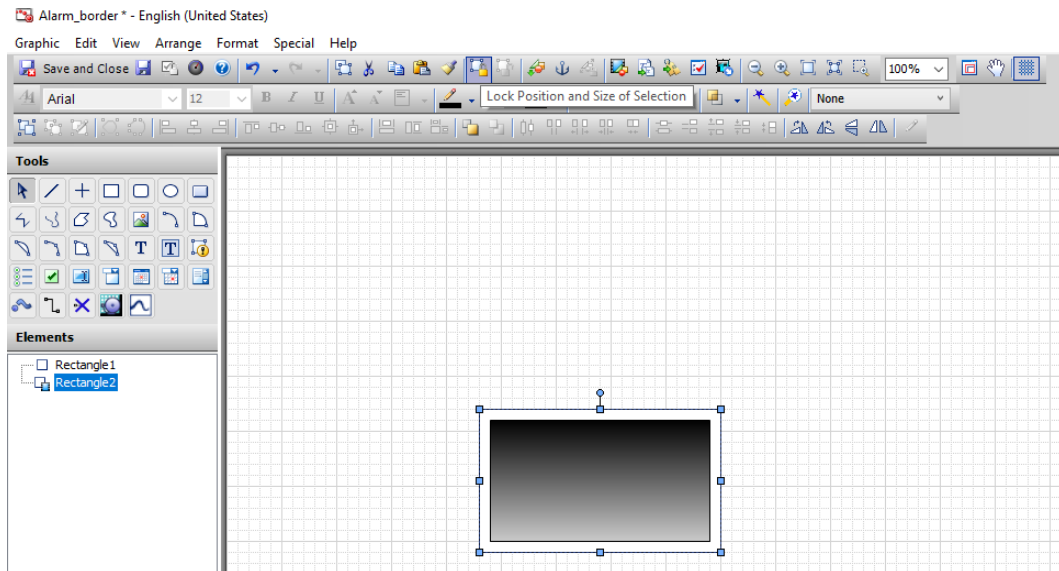 Alarm_border * - English (United States)
Graphic Edit View Arrange Format Special Help
Save and Close 100%
A Arial 12 B I U A A Lock Position and Size of Selection None
Tools
T T
Elements
Rectangle1
Rectangle2